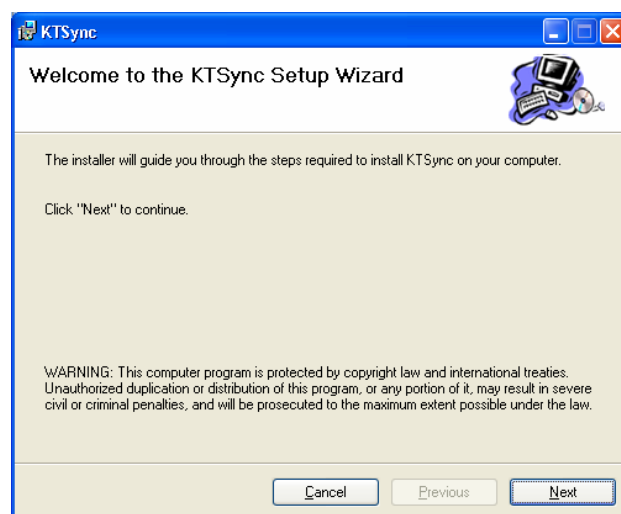 KTSync
Welcome to the KTSync Setup Wizard
The installer will guide you through the steps required to install KTSync on your computer.
Click "Next" to continue.
WARNING: This computer program is protected by copyright law and international treaties.
Unauthorized duplication or distribution of this program, or any portion of it, may result in severe
civil or criminal penalties, and will be prosecuted to the maximum extent possible under the law.
Cancel Previous Next